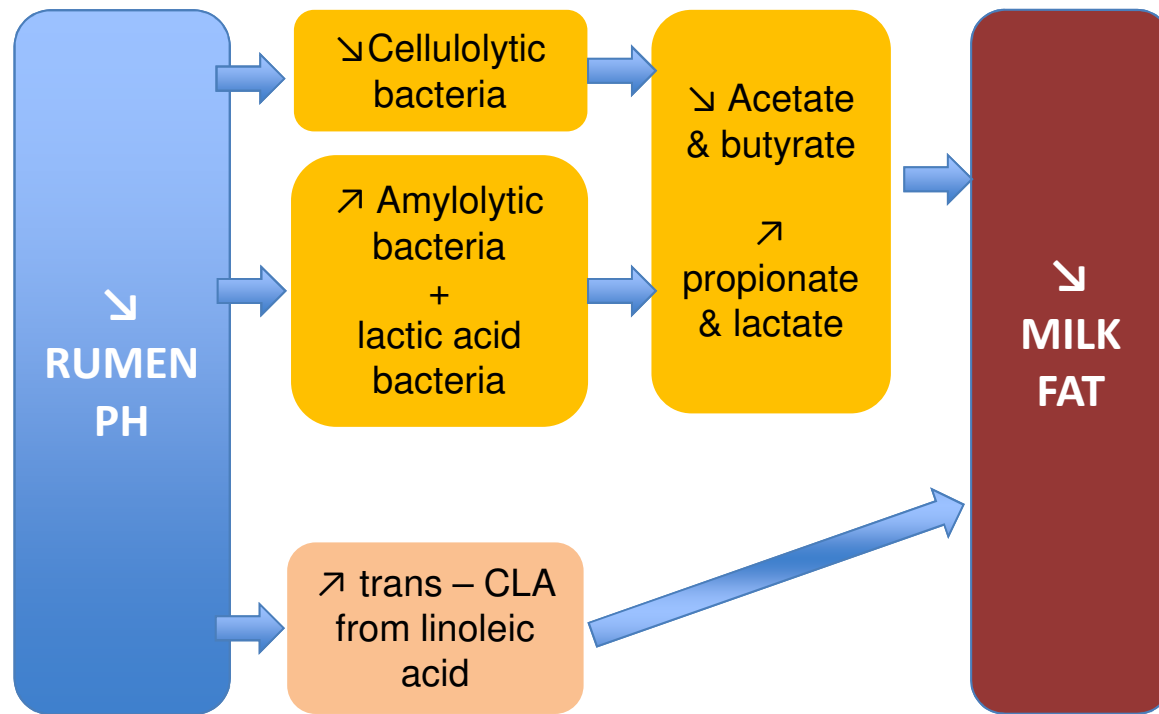 ↘
RUMEN
PH
↘Cellulolytic
bacteria
↗ Amylolytic
bacteria
+
lactic acid
bacteria
↗ trans – CLA
from linoleic
acid
↘ Acetate
& butyrate
↗
propionate
& lactate
↘
MILK
FAT